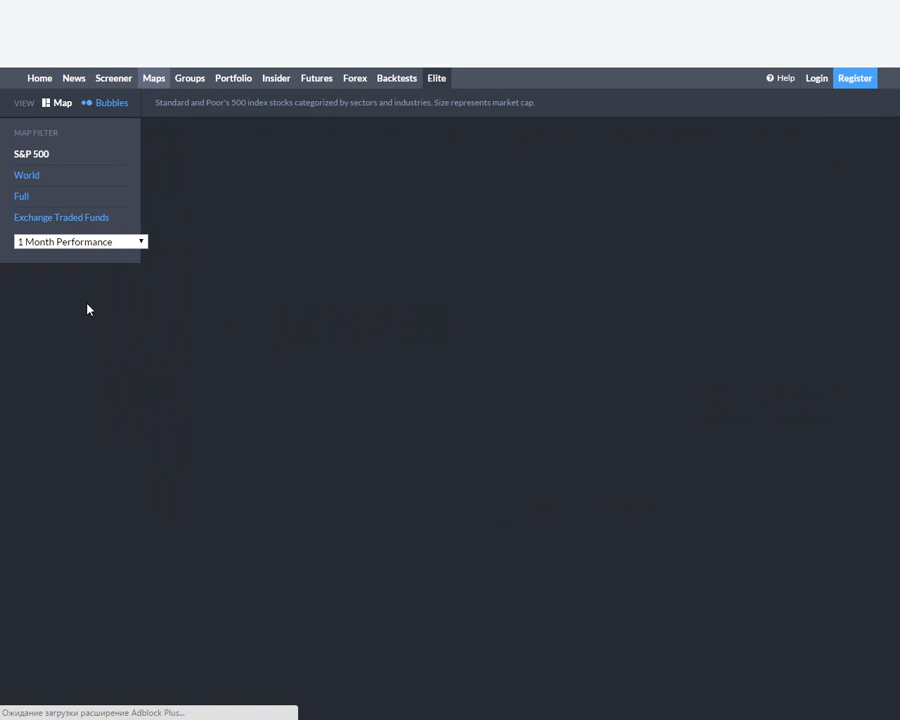 Home News Screener Maps Groups Portfolio Insider Futures Forex Backtests Elite Help Login Register
VIEW Map Bubbles Standard and Poor's 500 index stocks categorized by sectors and industries. Size represents market cap.
MAP FILTER
S&P 500
World
Full
Exchange Traded Funds
1 Month Performance
Ожидание загрузки расширение Adblock Plus...